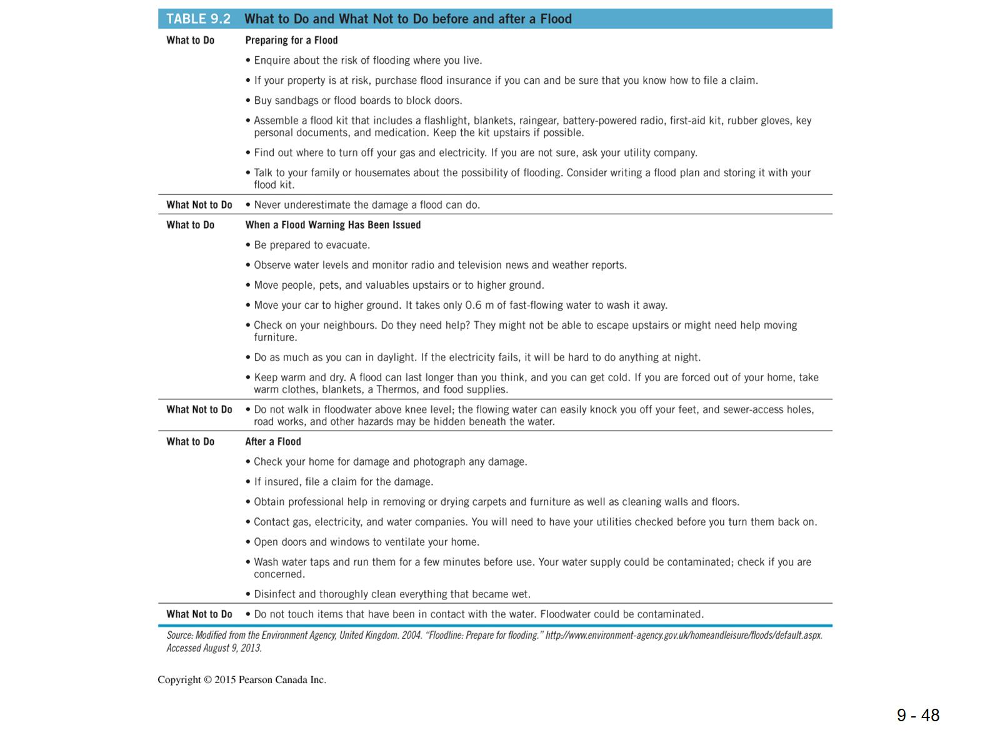 TABLE 9.2 What to Do and What Not to Do before and after a Flood
What to Do Preparing for a Flood
• Enquire about the risk of flooding where you live.
• If your property is at risk, purchase flood insurance if you can and be sure that you know how to file a claim.
• Buy sandbags or flood boards to block doors.
• Assemble a flood kit that includes a flashlight, blankets, raingear, battery-powered radio, first-aid kit, rubber gloves, key
personal documents, and medication. Keep the kit upstairs if possible.
• Find out where to turn off your gas and electricity. If you are not sure, ask your utility company.
• Talk to your family or housemates about the possibility of flooding. Consider writing a flood plan and storing it with your
flood kit.
What Not to Do • Never underestimate the damage a flood can do.
What to Do When a Flood Warning Has Been Issued
• Be prepared to evacuate.
• Observe water levels and monitor radio and television news and weather reports.
• Move people, pets, and valuables upstairs or to higher ground.
• Move your car to higher ground. It takes only 0.6 m of fast-flowing water to wash it away.
• Check on your neighbours. Do they need help? They might not be able to escape upstairs or might need help moving
furniture.
• Do as much as you can in daylight. If the electricity fails, it will be hard to do anything at night.
• Keep warm and dry. A flood can last longer than you think, and you can get cold. If you are forced out of your home, take
warm clothes, blankets, a Thermos, and food supplies.
What Not to Do • Do not walk in floodwater above knee level; the flowing water can easily knock you off your feet, and sewer-access holes,
road works, and other hazards may be hidden beneath the water.
What to Do After a Flood
• Check your home for damage and photograph any damage.
• If insured, file a claim for the damage.
• Obtain professional help in removing or drying carpets and furniture as well as cleaning walls and floors.
• Contact gas, electricity, and water companies. You will need to have your utilities checked before you turn them back on.
• Open doors and windows to ventilate your home.
• Wash water taps and run them for a few minutes before use. Your water supply could be contaminated; check if you are
concerned.
• Disinfect and thoroughly clean everything that became wet.
What Not to Do • Do not touch items that have been in contact with the water. Floodwater could be contaminated.
Source: Modified from the Environment Agency, United Kingdom. 2004. “Floodline: Prepare for flooding.” http://www.environment-agency.gov.uk/homeandleisure/floods/default.aspx.
Accessed August 9, 2013.
Copyright © 2015 Pearson Canada Inc.
9 - 48